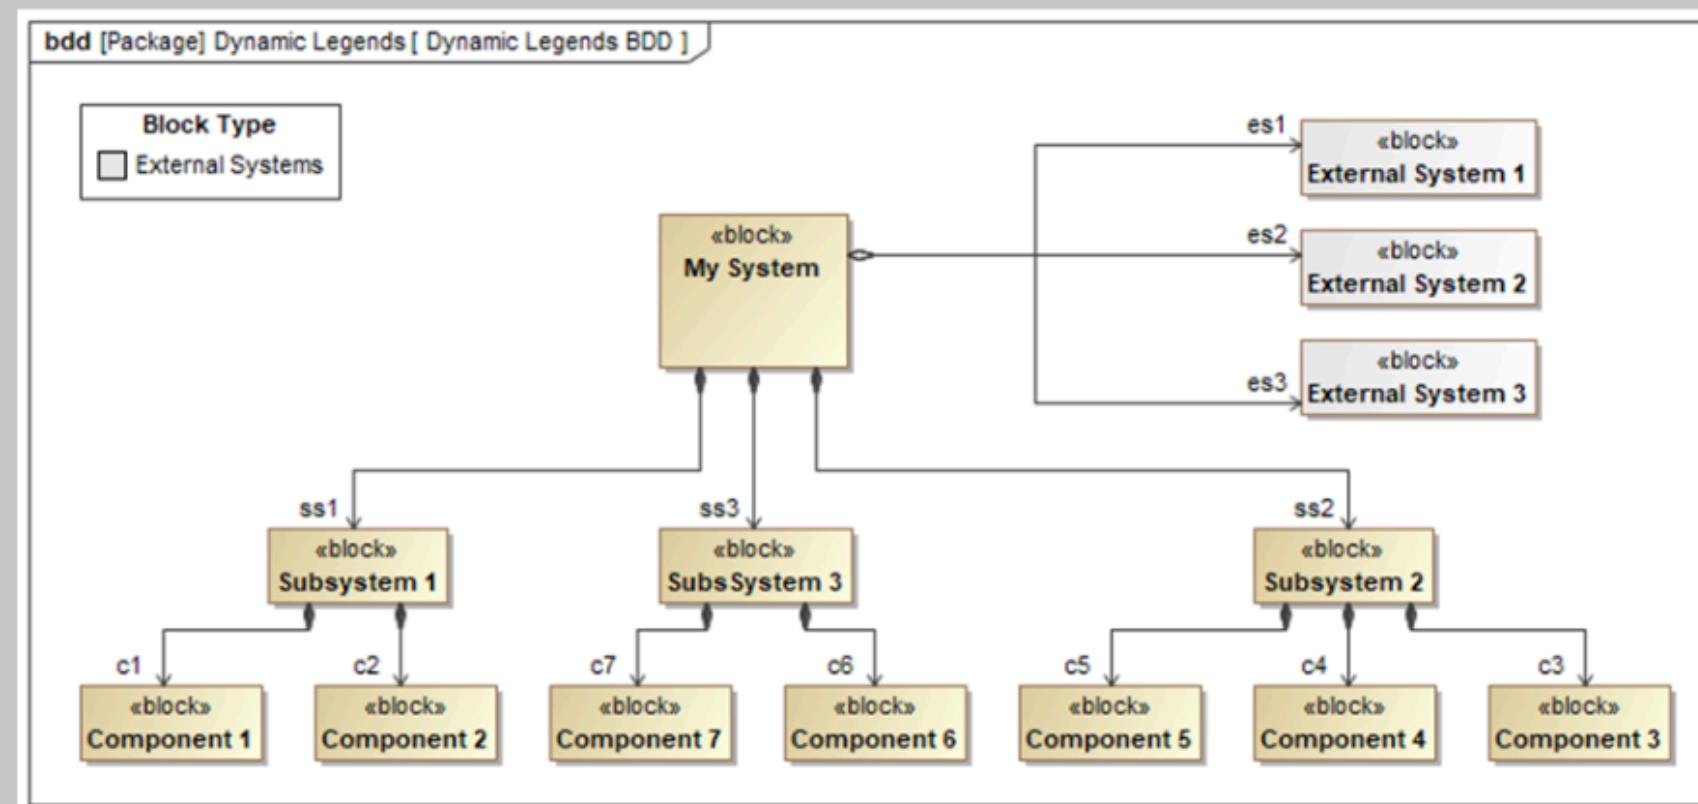 bdd [Package] Dynamic Legends [ Dynamic Legends BDD ]
Block Type
External Systems
es1
«block»
External System 1
«block»
My System
es2
«block»
External System 2
es3
«block»
External System 3
ss1
ss3
ss2
«block»
Subsystem 1
«block»
SubsSystem 3
«block»
Subsystem 2
c1
c2
c7
c6
c5
c4
c3
«block»
Component 1
«block»
Component 2
«block»
Component 7
«block»
Component 6
«block»
Component 5
«block»
Component 4
«block»
Component 3